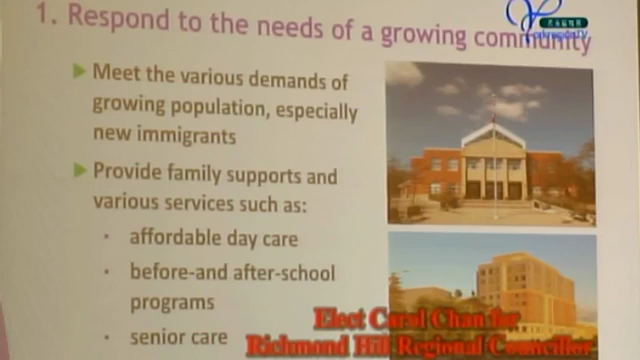 1. Respond to the needs of a growing community
Meet the various demands of
growing population, especially
new immigrants
Provide family supports and
various services such as:
affordable day care
before-and after-school
programs
senior care
Elect Carol Chan for
Richmond Hill Regional Councillor